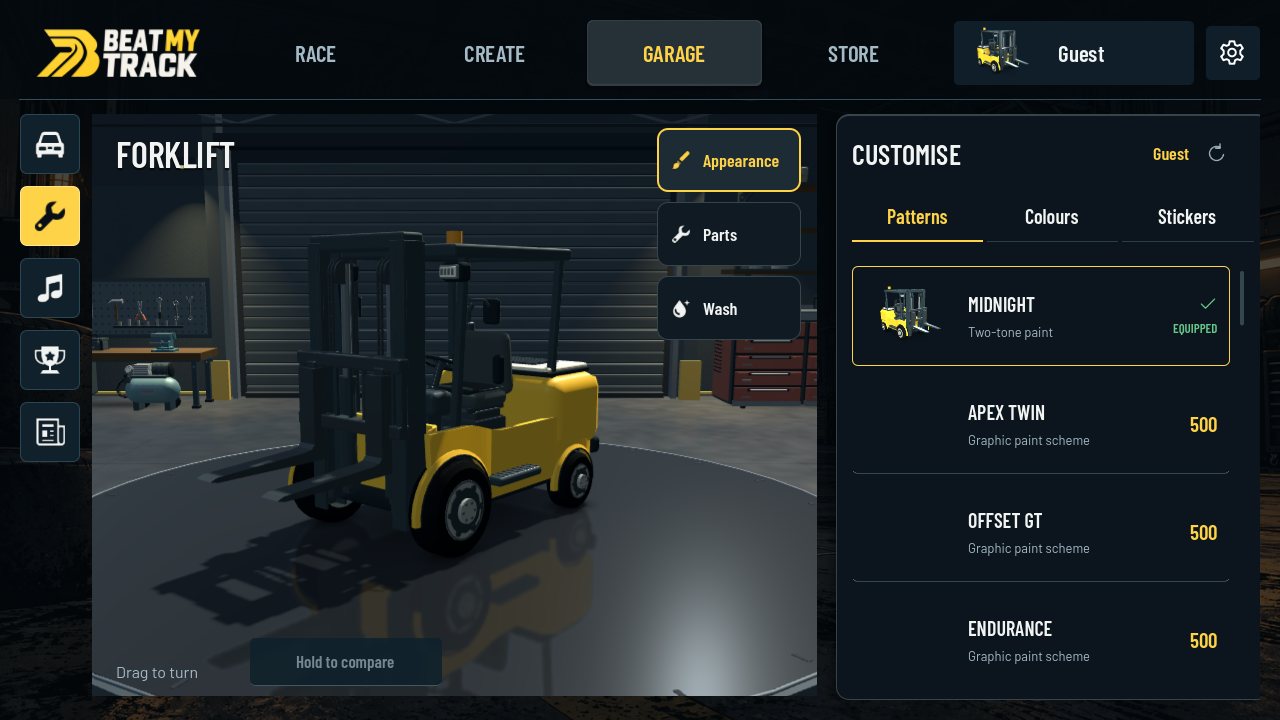 BEAT MY
TRACK
RACE
CREATE
GARAGE
STORE
Guest
FORKLIFT
Appearance
Parts
Wash
Drag to turn
Hold to compare
CUSTOMISE
Guest
Patterns
Colours
Stickers
MIDNIGHT
Two-tone paint
EQUIPPED
APEX TWIN
Graphic paint scheme
500
OFFSET GT
Graphic paint scheme
500
ENDURANCE
Graphic paint scheme
500